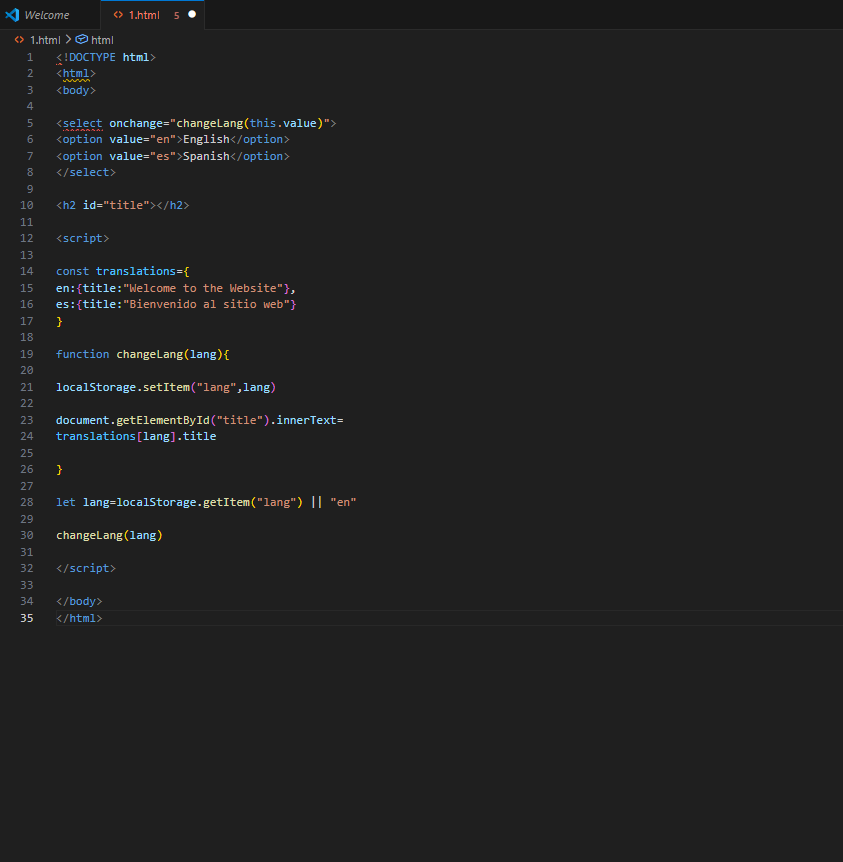 Welcome
1.html 5
1.html > html
1 <!DOCTYPE html>
2 <html>
3 <body>
4
5 <select onchange="changeLang(this.value)">
6 <option value="en">English</option>
7 <option value="es">Spanish</option>
8 </select>
9
10 <h2 id="title"></h2>
11
12 <script>
13
14 const translations={
15 en:{title:"Welcome to the Website"},
16 es:{title:"Bienvenido al sitio web"}
17 }
18
19 function changeLang(lang){
20
21 localStorage.setItem("lang",lang)
22
23 document.getElementById("title").innerText=
24 translations[lang].title
25
26 }
27
28 let lang=localStorage.getItem("lang") || "en"
29
30 changeLang(lang)
31
32 </script>
33
34 </body>
35 </html>